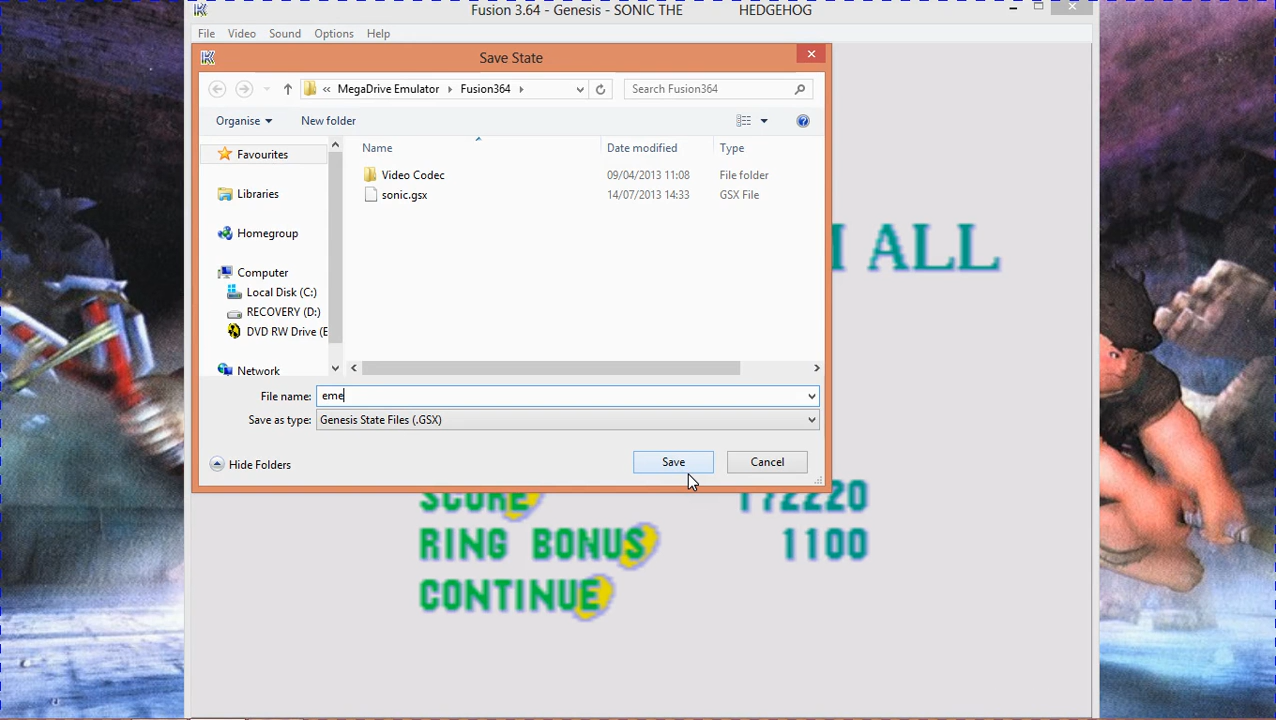 Fusion 3.64 - Genesis - SONIC THE HEDGEHOG
File Video Sound Options Help
Save State
« MegaDrive Emulator Fusion364 Search Fusion364
Organise New folder
Name Date modified Type
Favourites
Video Codec 09/04/2013 11:08 File folder
sonic.gsx 14/07/2013 14:33 GSX File
Libraries
Homegroup
ALL
Computer
Local Disk (C:)
RECOVERY (D:)
DVD RW Drive (E
Network
File name: eme
Save as type: Genesis State Files (.GSX)
Hide Folders Save Cancel
SCORE 172220
RING BONUS 1100
CONTINUE